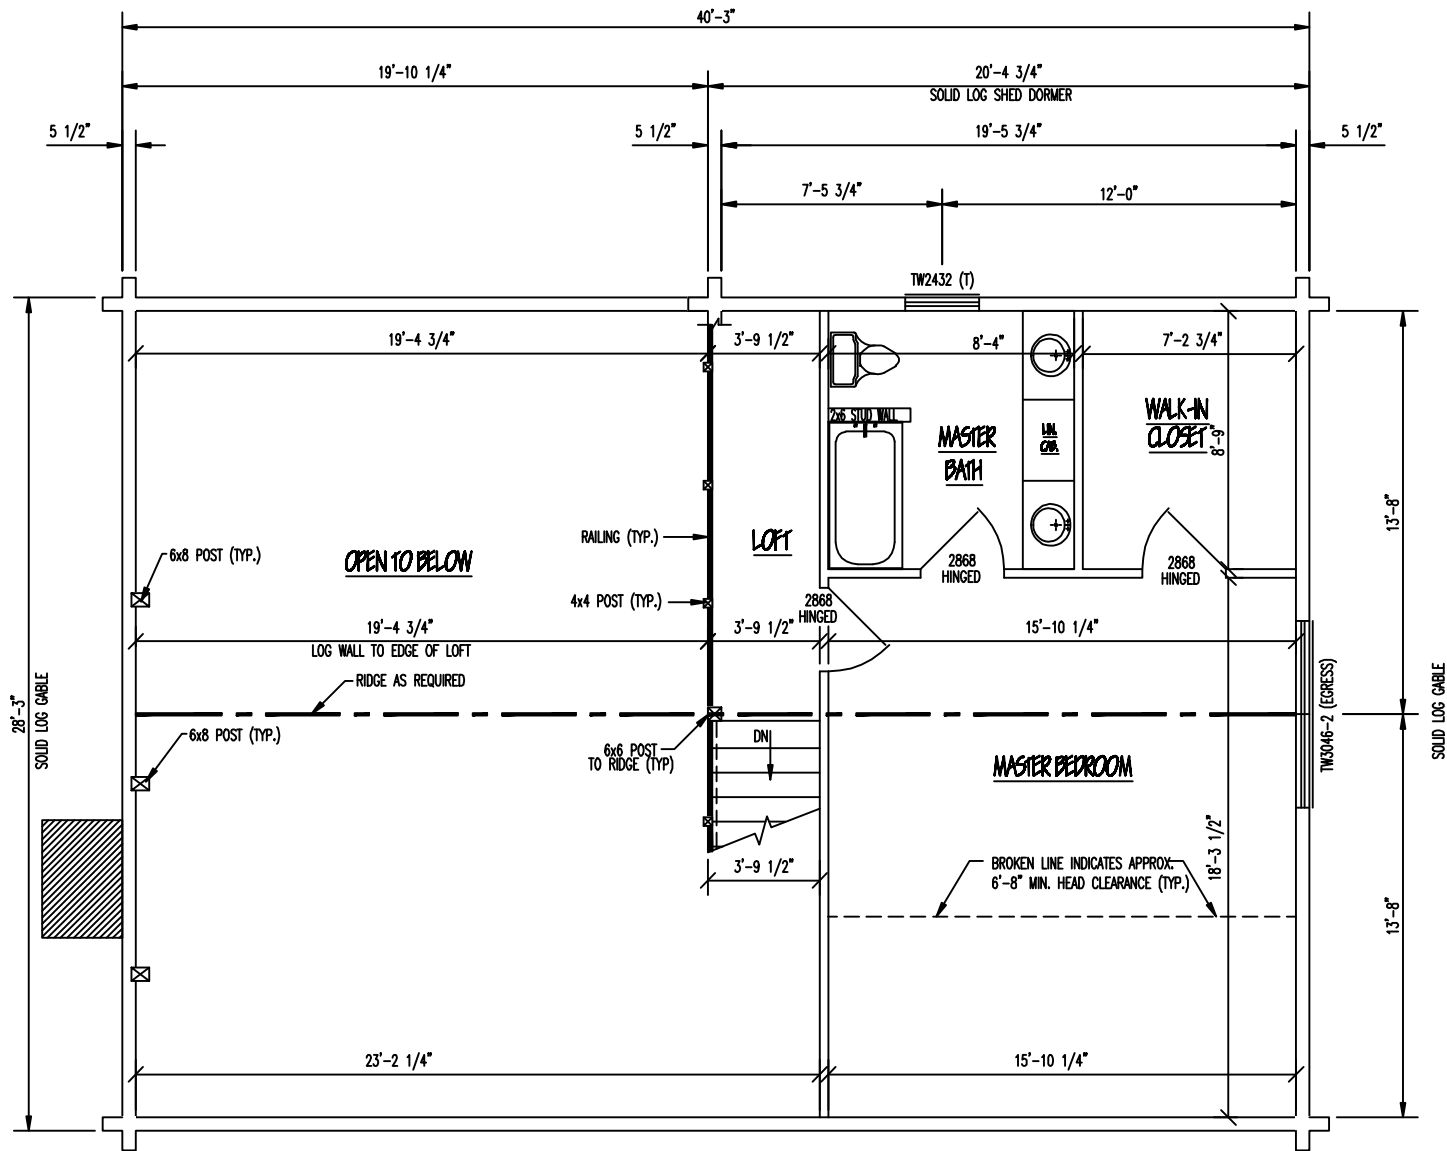 40'-3"
19'-10 1/4"
20'-4 3/4"
SOLID LOG SHED DORMER
5 1/2"
5 1/2"
19'-5 3/4"
5 1/2"
7'-5 3/4"
12'-0"
TW2432 (T)
19'-4 3/4"
3'-9 1/2"
8'-4"
7'-2 3/4"
2x6 STUD WALL
MASTER
BATH
LIN.
CAB.
WALK-IN
CLOSET
8'-9"
13'-8"
RAILING (TYP.)
LOFT
6x8 POST (TYP.)
OPEN TO BELOW
2868
HINGED
2868
HINGED
4x4 POST (TYP.)
2868
HINGED
19'-4 3/4"
3'-9 1/2"
15'-10 1/4"
LOG WALL TO EDGE OF LOFT
RIDGE AS REQUIRED
28'-3"
SOLID LOG GABLE
TW3046-2 (EGRESS)
SOLID LOG GABLE
6x8 POST (TYP.)
6x6 POST
TO RIDGE (TYP)
DN
MASTER BEDROOM
18'-3 1/2"
3'-9 1/2"
BROKEN LINE INDICATES APPROX.
6'-8" MIN. HEAD CLEARANCE (TYP.)
13'-8"
23'-2 1/4"
15'-10 1/4"